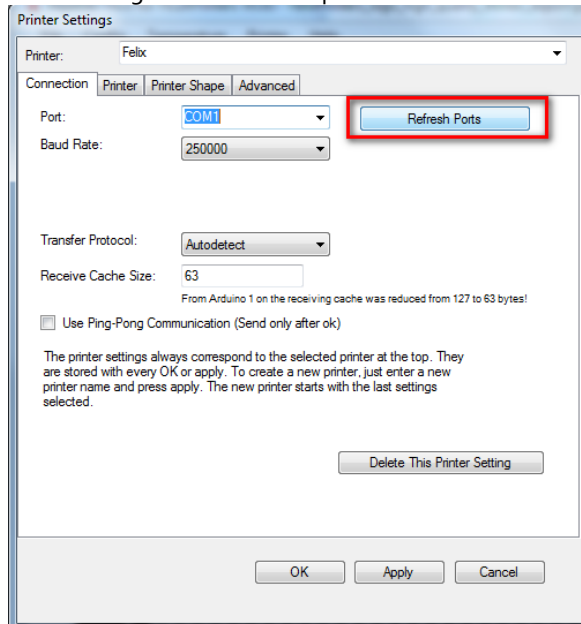 Printer Settings
Printer: Felix
Connection Printer Printer Shape Advanced
Port: COM1 Refresh Ports
Baud Rate: 250000
Transfer Protocol: Autodetect
Receive Cache Size: 63
From Arduino 1 on the receiving cache was reduced from 127 to 63 bytes!
Use Ping-Pong Communication (Send only after ok)
The printer settings always correspond to the selected printer at the top. They
are stored with every OK or apply. To create a new printer, just enter a new
printer name and press apply. The new printer starts with the last settings
selected.
Delete This Printer Setting
OK Apply Cancel